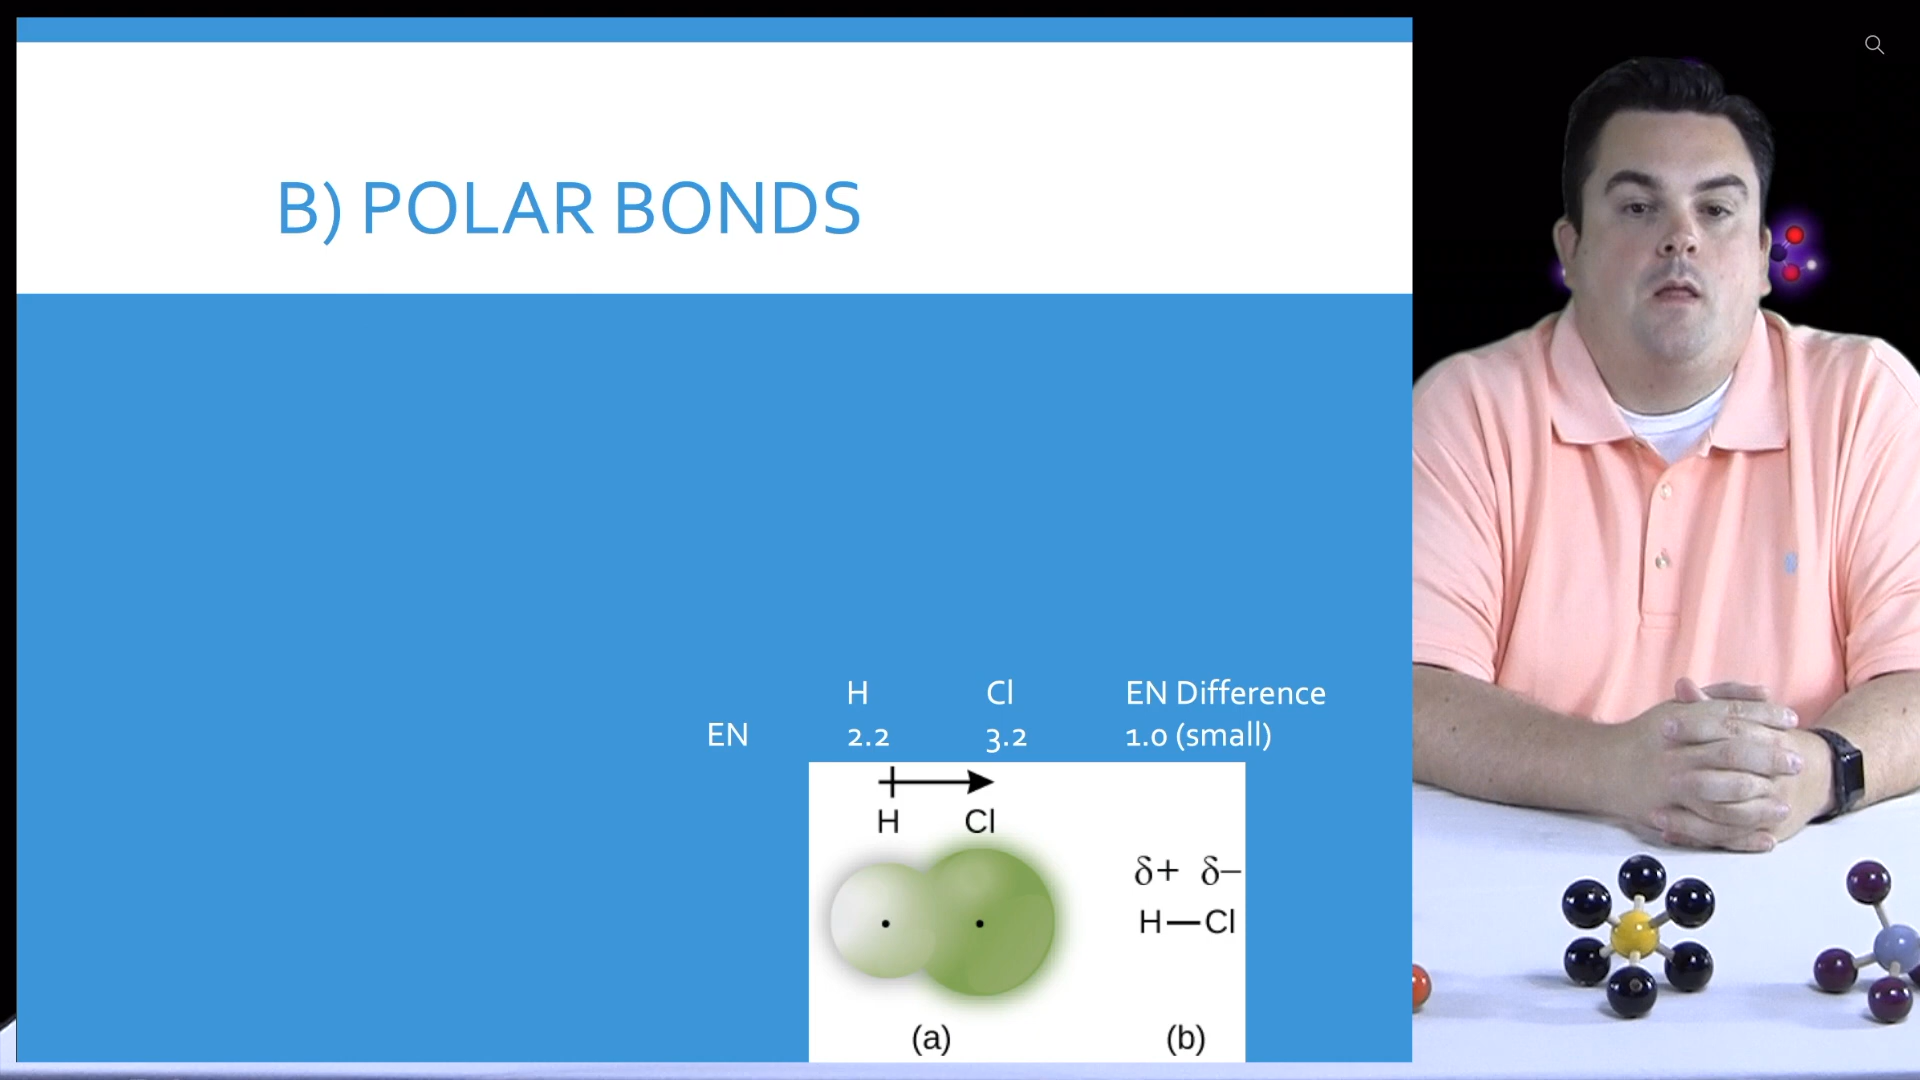 B) POLAR BONDS
H Cl EN Difference
EN 2.2 3.2 1.0 (small)
H Cl
δ+ δ–
H—Cl
(a) (b)